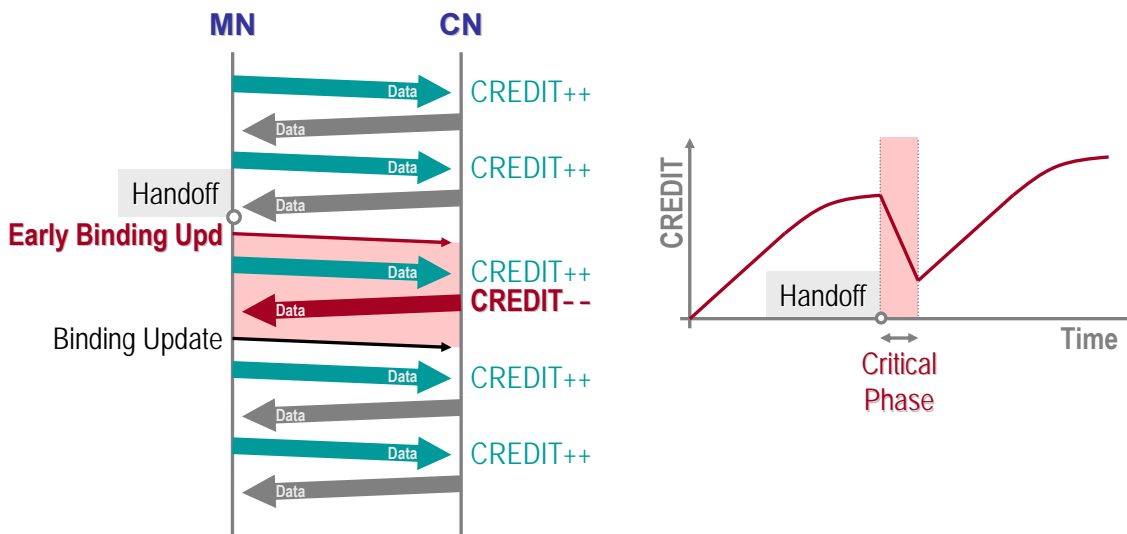 MN
CN
Data
CREDIT++
Data
Data
CREDIT++
Data
Handoff
Early Binding Upd
Data
CREDIT++
Data
CREDIT--
Binding Update
Data
CREDIT++
Data
Data
CREDIT++
Data
CREDIT
Handoff
Time
Critical
Phase